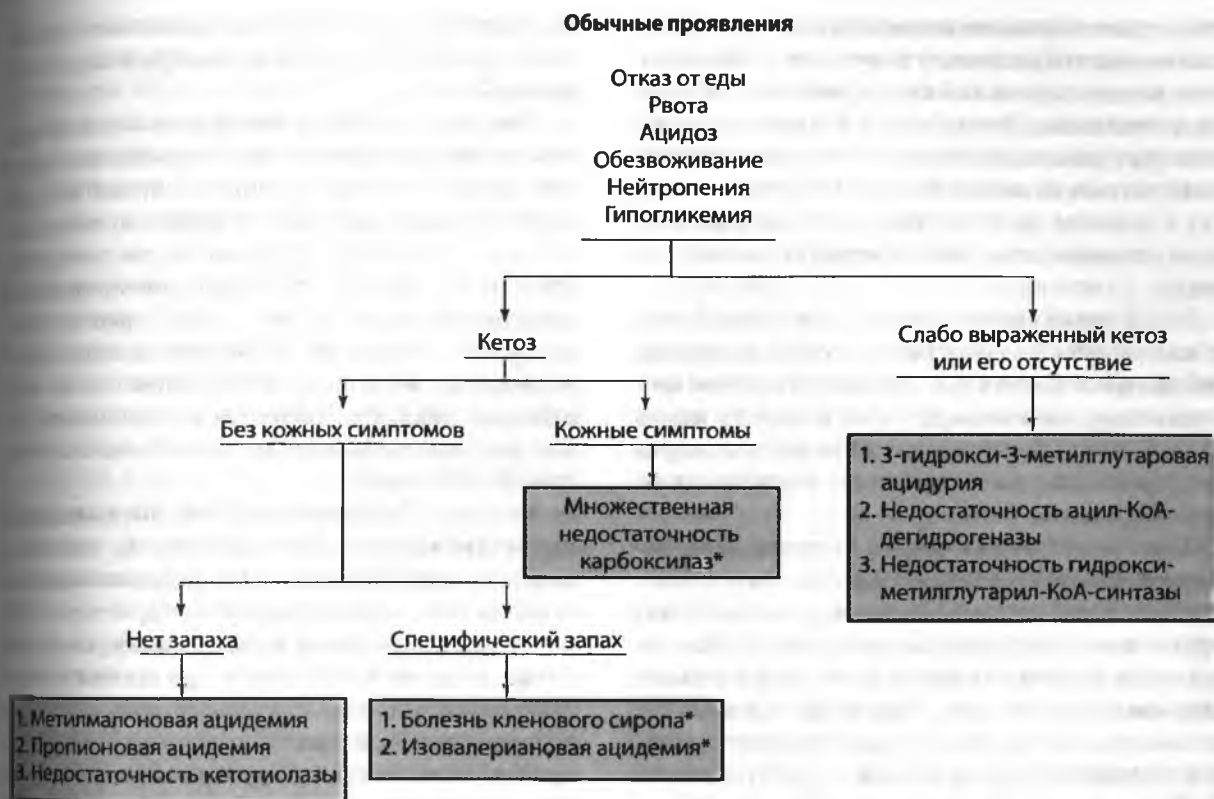 Обычные проявления
Отказ от еды
Рвота
Ацидоз
Обезвоживание
Нейтропения
Гипогликемия
Кетоз
Слабо выраженный кетоз
или его отсутствие
Без кожных симптомов
Кожные симптомы
1. 3-гидрокси-3-метилглутаровая
ацидурия
2. Недостаточность ацил-КоА-
дегидрогеназы
3. Недостаточность гидрокси-
метилглутарил-КоА-синтазы
Множественная
недостаточность
карбоксилаз*
Нет запаха
Специфический запах
1. Метилмалоновая ацидемия
2. Пропионовая ацидемия
3. Недостаточность кетотиолазы
1. Болезнь кленового сиропа*
2. Изовалериановая ацидемия*